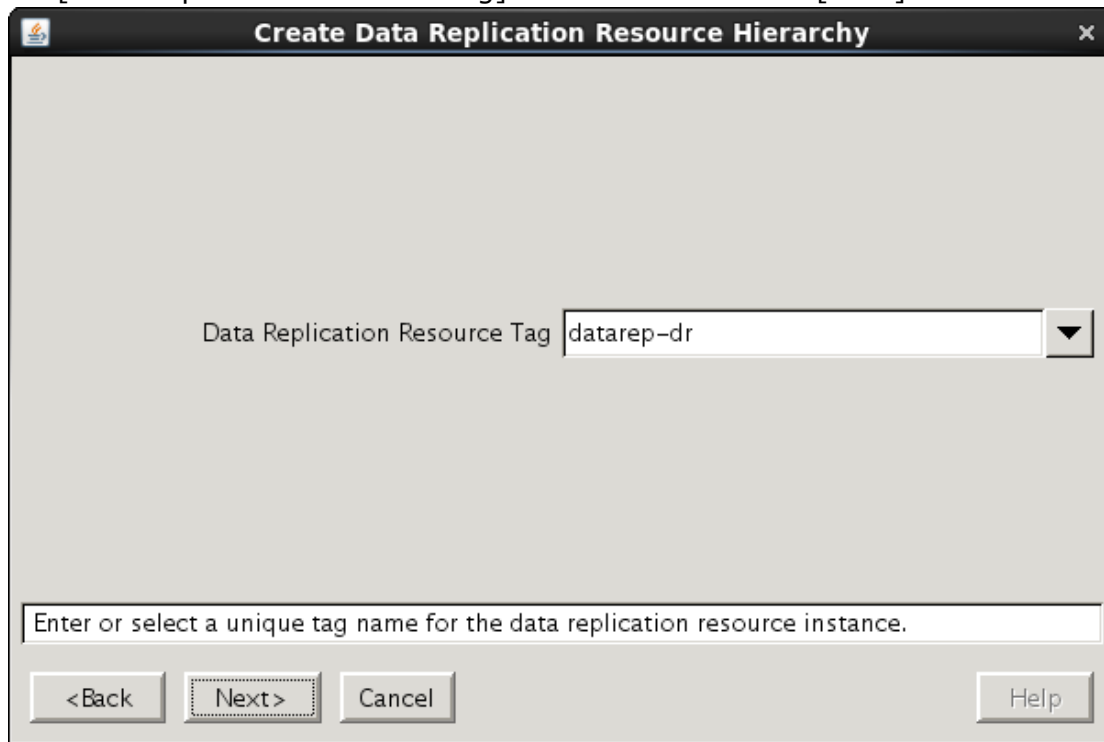 Create Data Replication Resource Hierarchy
Data Replication Resource Tag datarep-dr
Enter or select a unique tag name for the data replication resource instance.
<Back Next> Cancel Help